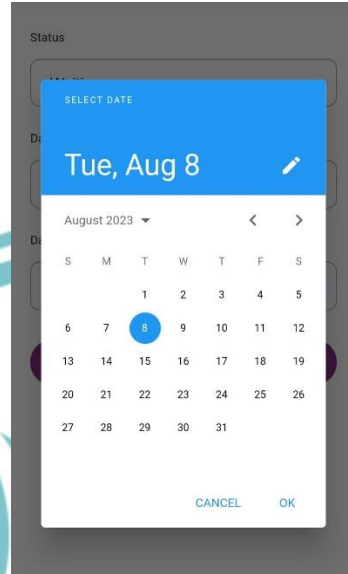 Status
SELECT DATE
Tue, Aug 8
August 2023
S M T W T F S
1 2 3 4 5
6 7 8 9 10 11 12
13 14 15 16 17 18 19
20 21 22 23 24 25 26
27 28 29 30 31
CANCEL OK